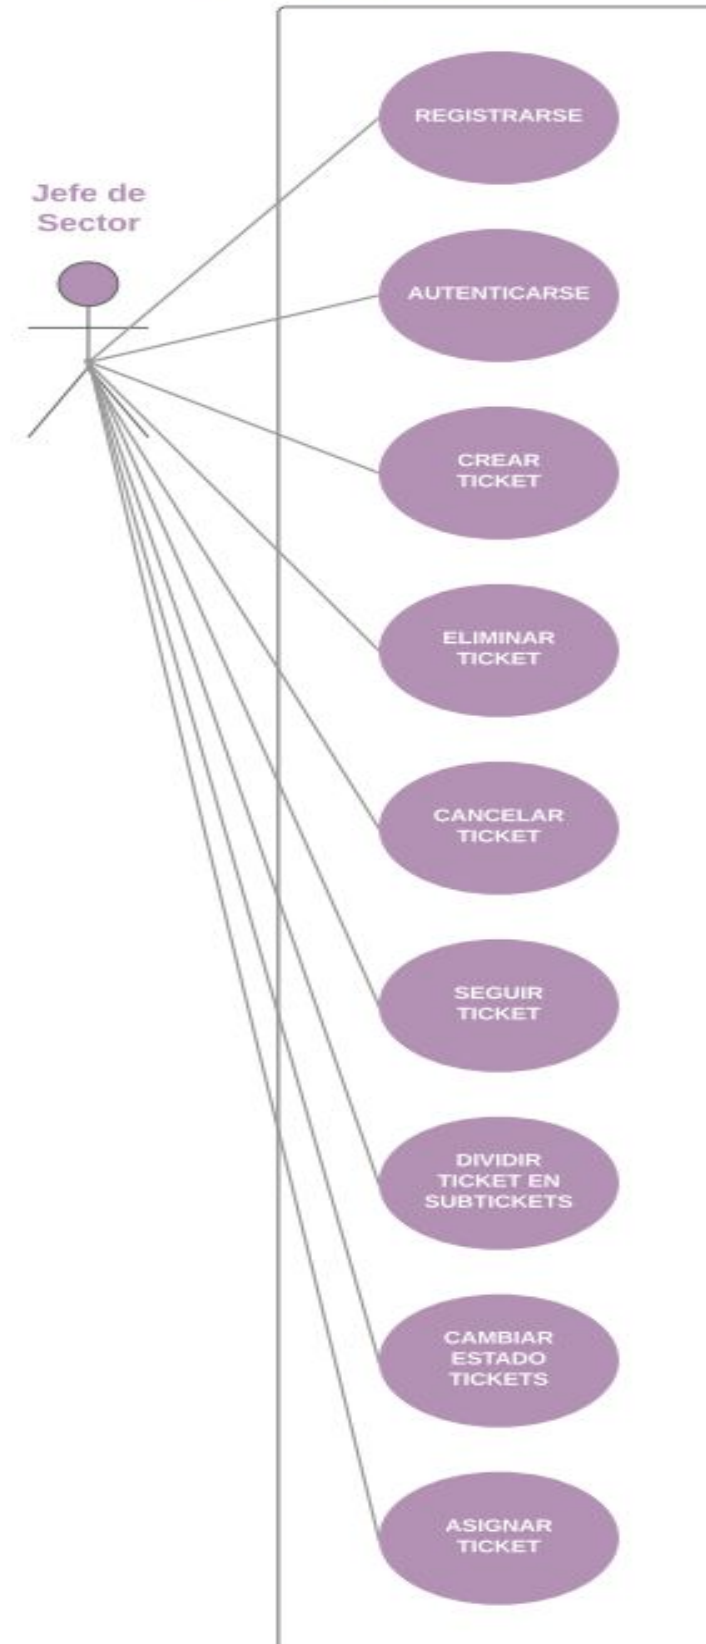 Jefe de
Sector
REGISTRARSE
AUTENTICARSE
CREAR
TICKET
ELIMINAR
TICKET
CANCELAR
TICKET
SEGUIR
TICKET
DIVIDIR
TICKET EN
SUBTICKETS
CAMBIAR
ESTADO
TICKETS
ASIGNAR
TICKET